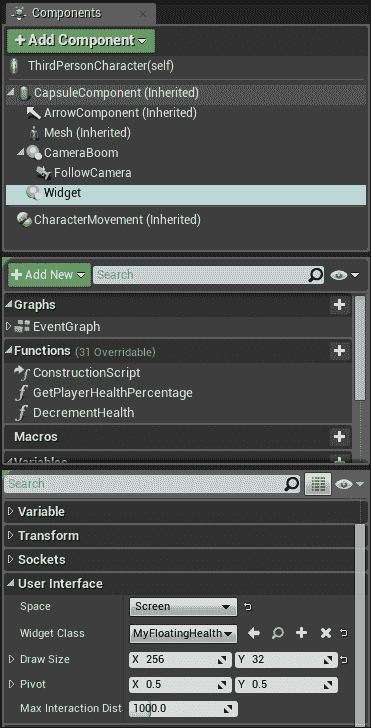 Components
+ Add Component
ThirdPersonCharacter(self)
CapsuleComponent (Inherited)
ArrowComponent (Inherited)
Mesh (Inherited)
CameraBoom
FollowCamera
Widget
CharacterMovement (Inherited)
+ Add New Search
Graphs
EventGraph
Functions (31 Overridable)
ConstructionScript
GetPlayerHealthPercentage
DecrementHealth
Macros
Variables
Search
Variable
Transform
Sockets
User Interface
Space Screen
Widget Class MyFloatingHealth
Draw Size X 256 Y 32
Pivot X 0.5 Y 0.5
Max Interaction Dist 1000.0